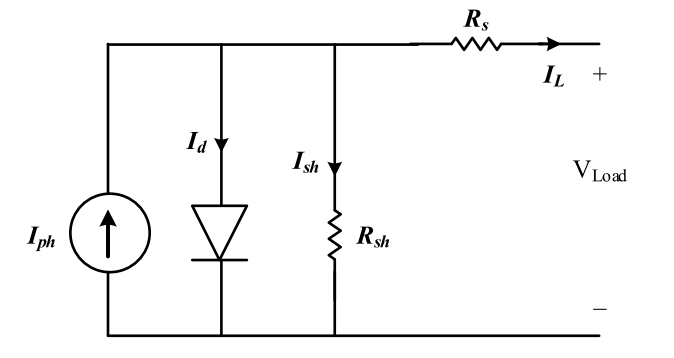 R_s
I_L +
I_d
I_sh
V_Load
I_ph
R_sh
−